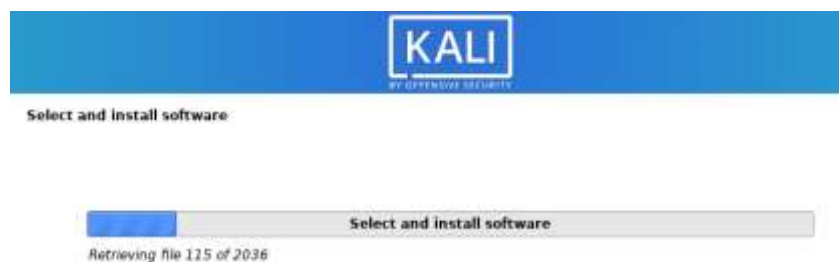 KALI
BY OFFENSIVE SECURITY
Select and install software
Select and install software
Retrieving file 115 of 2036